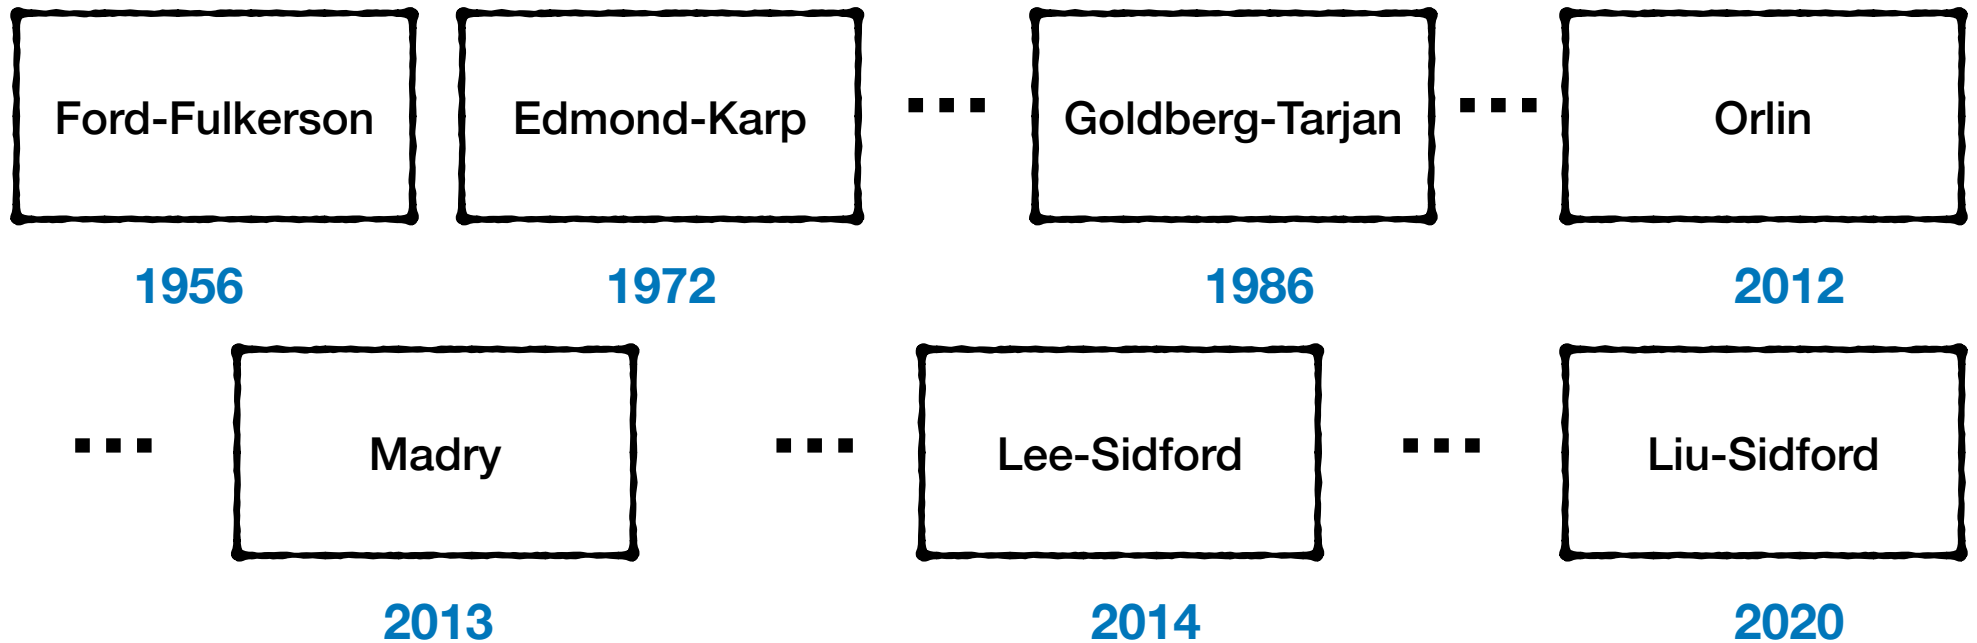 Ford-Fulkerson
Edmond-Karp
...
Goldberg-Tarjan
...
Orlin
1956
1972
1986
2012
...
Madry
...
Lee-Sidford
...
Liu-Sidford
2013
2014
2020